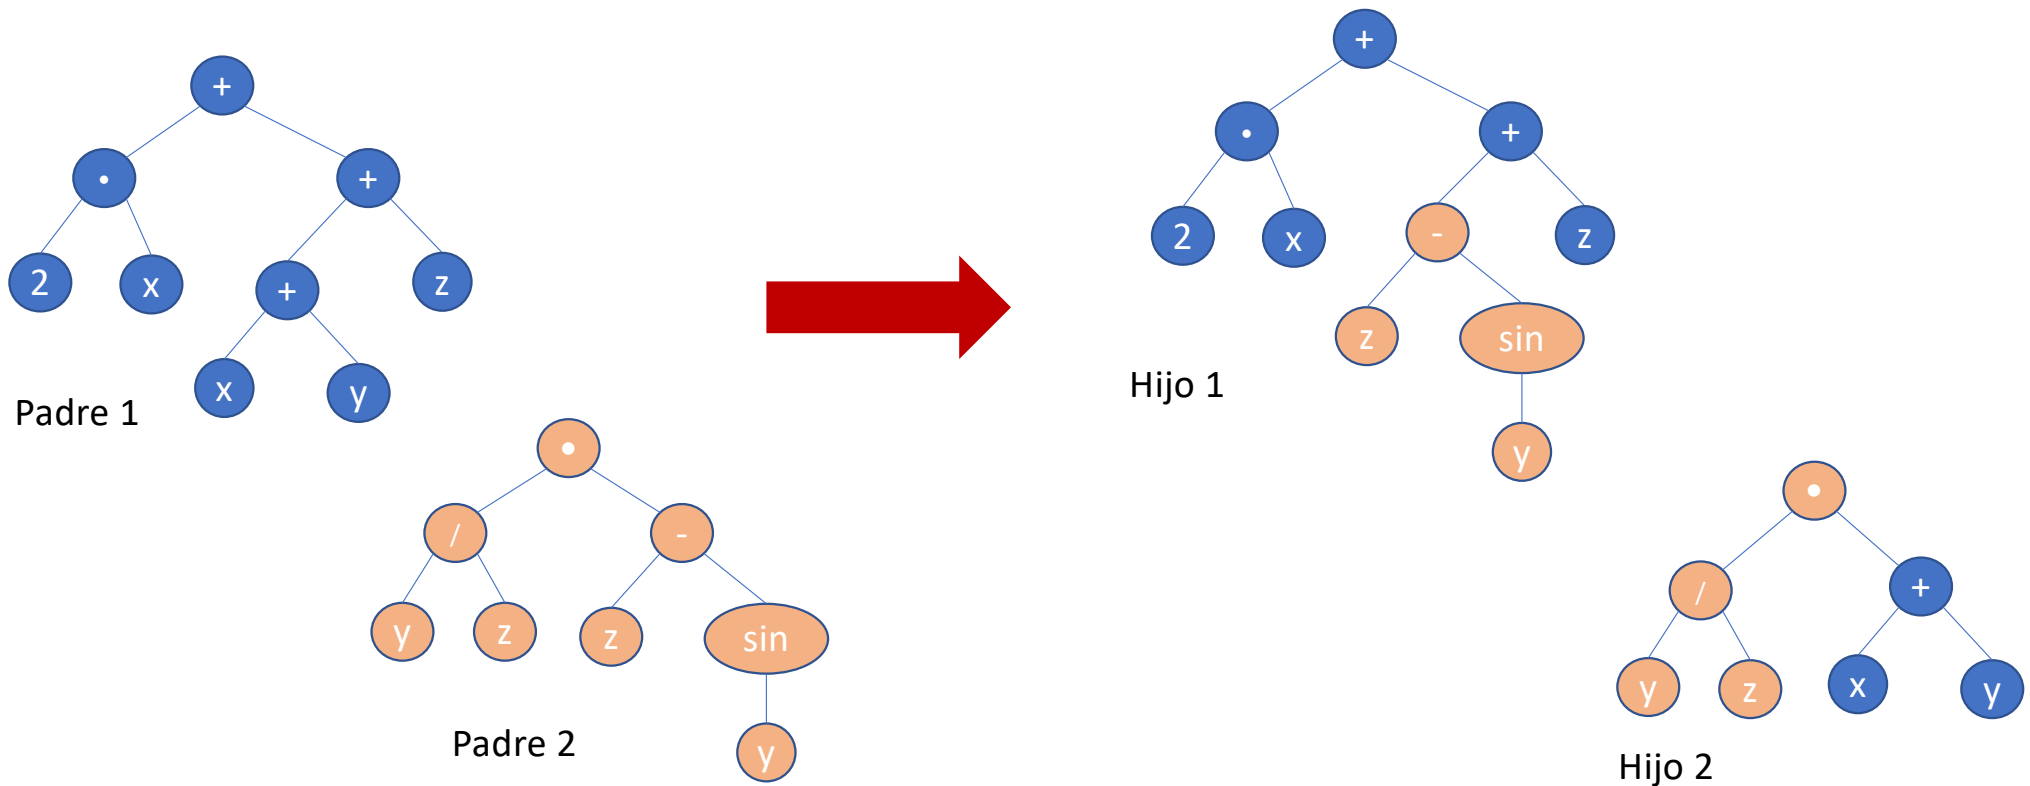 +
• +
2 x + z
x y
Padre 1
•
/ -
y z z sin
y
Padre 2
+
• +
2 x - z
z sin
y
Hijo 1
•
/ +
y z x y
Hijo 2